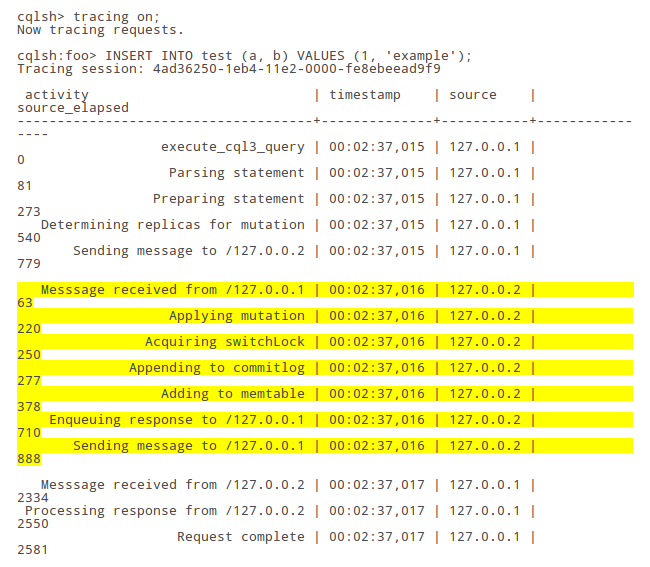 cqlsh> tracing on;
Now tracing requests.
cqlsh:foo> INSERT INTO test (a, b) VALUES (1, 'example');
Tracing session: 4ad36250-1eb4-11e2-0000-fe8ebeead9f9
activity | timestamp | source |
source_elapsed
-------------------------------------+--------------+-----------+------------
----
execute_cql3_query | 00:02:37,015 | 127.0.0.1 |
0
Parsing statement | 00:02:37,015 | 127.0.0.1 |
81
Preparing statement | 00:02:37,015 | 127.0.0.1 |
273
Determining replicas for mutation | 00:02:37,015 | 127.0.0.1 |
540
Sending message to /127.0.0.2 | 00:02:37,015 | 127.0.0.1 |
779
Messsage received from /127.0.0.1 | 00:02:37,016 | 127.0.0.2 |
63
Applying mutation | 00:02:37,016 | 127.0.0.2 |
220
Acquiring switchLock | 00:02:37,016 | 127.0.0.2 |
250
Appending to commitlog | 00:02:37,016 | 127.0.0.2 |
277
Adding to memtable | 00:02:37,016 | 127.0.0.2 |
378
Enqueuing response to /127.0.0.1 | 00:02:37,016 | 127.0.0.2 |
710
Sending message to /127.0.0.1 | 00:02:37,016 | 127.0.0.2 |
888
Messsage received from /127.0.0.2 | 00:02:37,017 | 127.0.0.1 |
2334
Processing response from /127.0.0.2 | 00:02:37,017 | 127.0.0.1 |
2550
Request complete | 00:02:37,017 | 127.0.0.1 |
2581